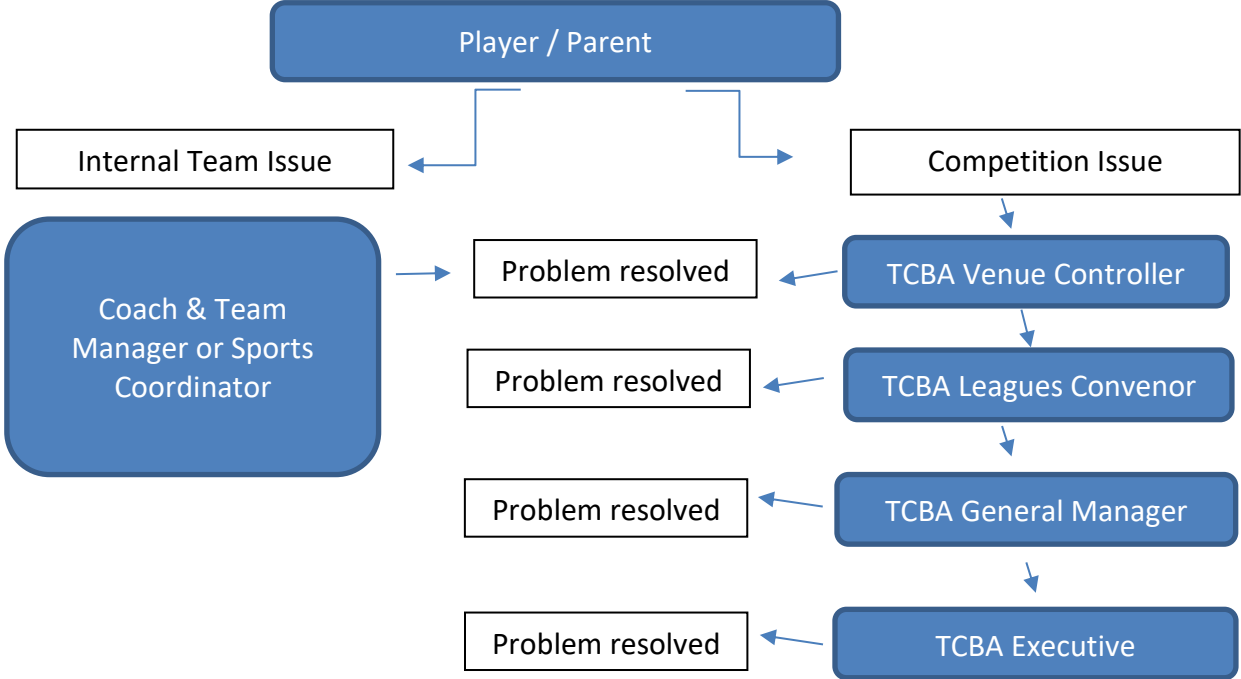 Player / Parent
Internal Team Issue
Competition Issue
Coach & Team
Manager or Sports
Coordinator
Problem resolved
TCBA Venue Controller
Problem resolved
TCBA Leagues Convenor
Problem resolved
TCBA General Manager
Problem resolved
TCBA Executive